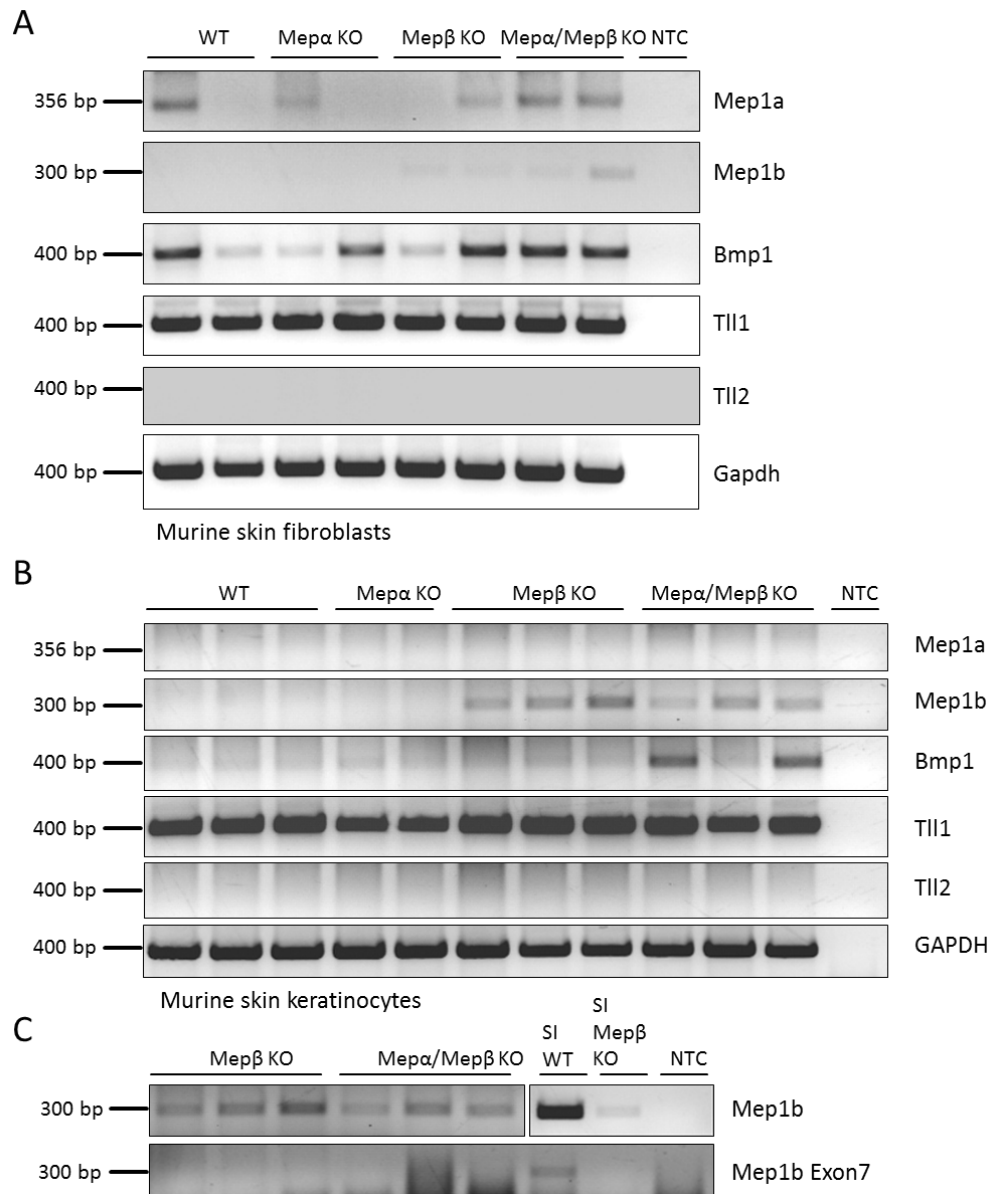 A
WT Mepα KO Mepβ KO Mepα/Mepβ KO NTC
356 bp Mep1a
300 bp Mep1b
400 bp Bmp1
400 bp Tll1
400 bp Tll2
400 bp Gapdh
Murine skin fibroblasts
B
WT Mepα KO Mepβ KO Mepα/Mepβ KO NTC
356 bp Mep1a
300 bp Mep1b
400 bp Bmp1
400 bp Tll1
400 bp Tll2
400 bp GAPDH
Murine skin keratinocytes
C
Mepβ KO Mepα/Mepβ KO SI WT SI Mepβ KO NTC
300 bp Mep1b
300 bp Mep1b Exon7